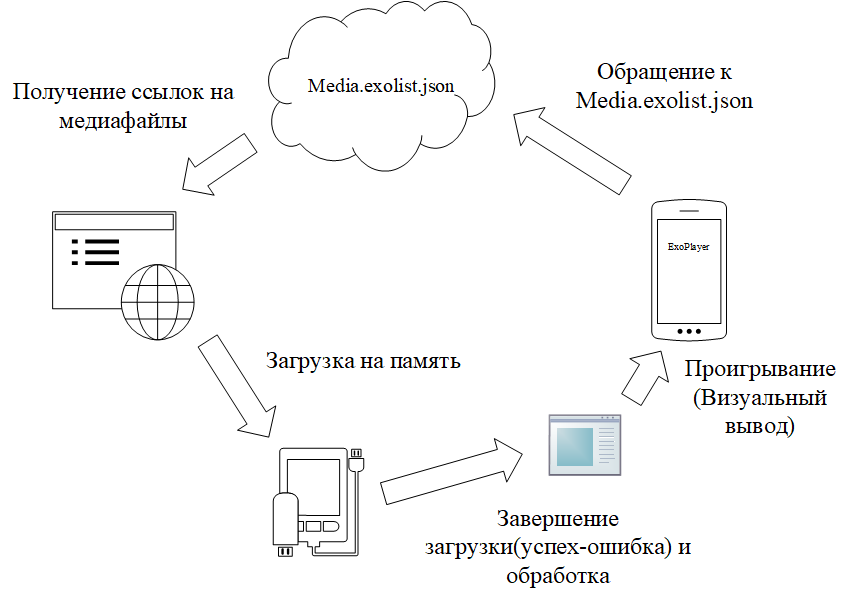 Media.exolist.json
Обращение к
Media.exolist.json
Получение ссылок на
медиафайлы
ExoPlayer
Загрузка на память
Проигрывание
(Визуальный
вывод)
Завершение
загрузки(успех-ошибка) и
обработка